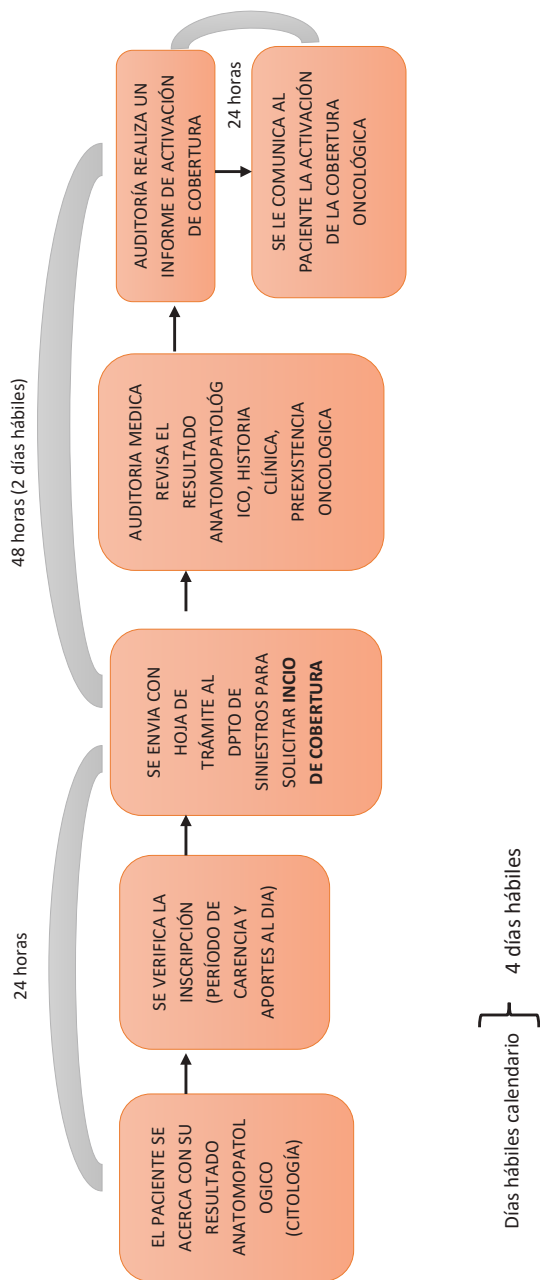 24 horas
48 horas (2 días hábiles)
EL PACIENTE SE
ACERCA CON SU
RESULTADO
ANATOMOPATOL
OGICO
(CITOLOGÍA)
SE VERIFICA LA
INSCRIPCIÓN
(PERÍODO DE
CARENCIA Y
APORTES AL DIA)
SE ENVIA CON
HOJA DE
TRÁMITE AL
DPTO DE
SINIESTROS PARA
SOLICITAR INCIO
DE COBERTURA
AUDITORIA MEDICA
REVISA EL
RESULTADO
ANATOMOPATOLÓG
ICO, HISTORIA
CLÍNICA,
PREEXISTENCIA
ONCOLOGICA
AUDITORÍA REALIZA UN
INFORME DE ACTIVACIÓN
DE COBERTURA
24 horas
SE LE COMUNICA AL
PACIENTE LA ACTIVACIÓN
DE LA COBERTURA
ONCOLÓGICA
Días hábiles calendario
4 días hábiles